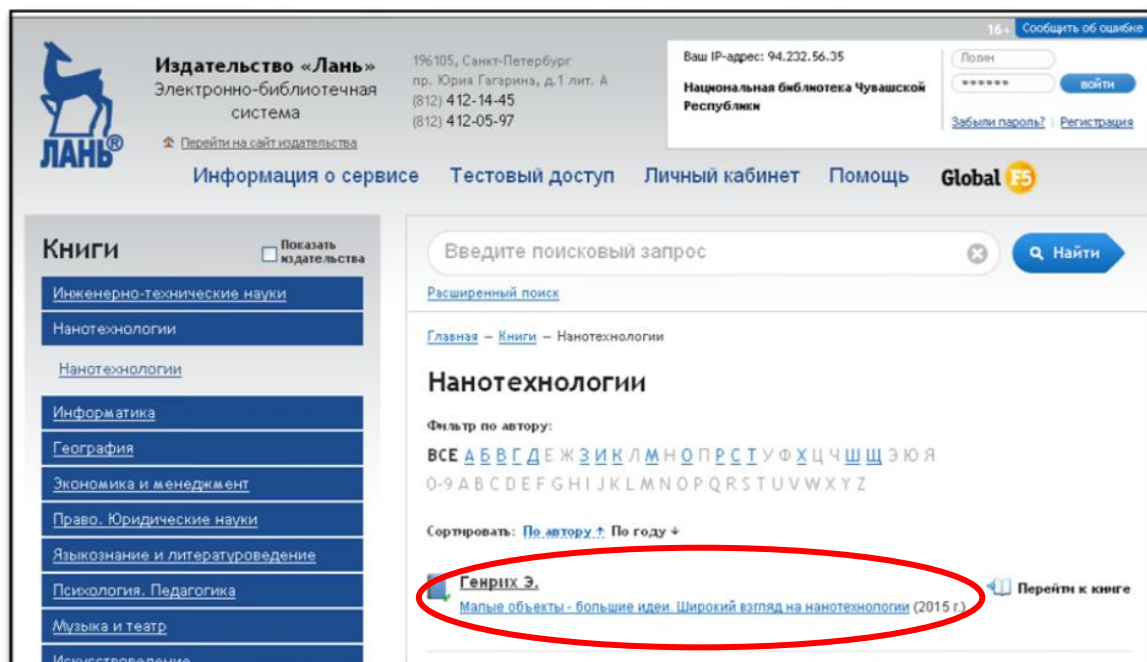 16+ Сообщить об ошибке
ЛАНЬ®
Издательство «Лань»
Электронно-библиотечная
система
Перейти на сайт издательства
196105, Санкт-Петербург
пр. Юрия Гагарина, д.1 лит. А
(812) 412-14-45
(812) 412-05-97
Ваш IP-адрес: 94.232.56.35
Национальная библиотека Чувашской
Республики
Логин
******
войти
Забыли пароль? | Регистрация
Информация о сервисе Тестовый доступ Личный кабинет Помощь Global F5
Книги
Показать
издательства
Инженерно-технические науки
Нанотехнологии
Нанотехнологии
Информатика
География
Экономика и менеджмент
Право. Юридические науки
Языкознание и литературоведение
Психология. Педагогика
Музыка и театр
Искусствоведение
Введите поисковый запрос
Найти
Расширенный поиск
Главная – Книги – Нанотехнологии
Нанотехнологии
Фильтр по автору:
ВСЕ А Б В Г Д Е Ж З И К Л М Н О П Р С Т У Ф Х Ц Ч Ш Щ Э Ю Я
0-9 A B C D E F G H I J K L M N O P Q R S T U V W X Y Z
Сортировать: По автору ↑ По году ↓
Генрих Э.
Малые объекты - большие идеи. Широкий взгляд на нанотехнологии (2015 г.)
Перейти к книге